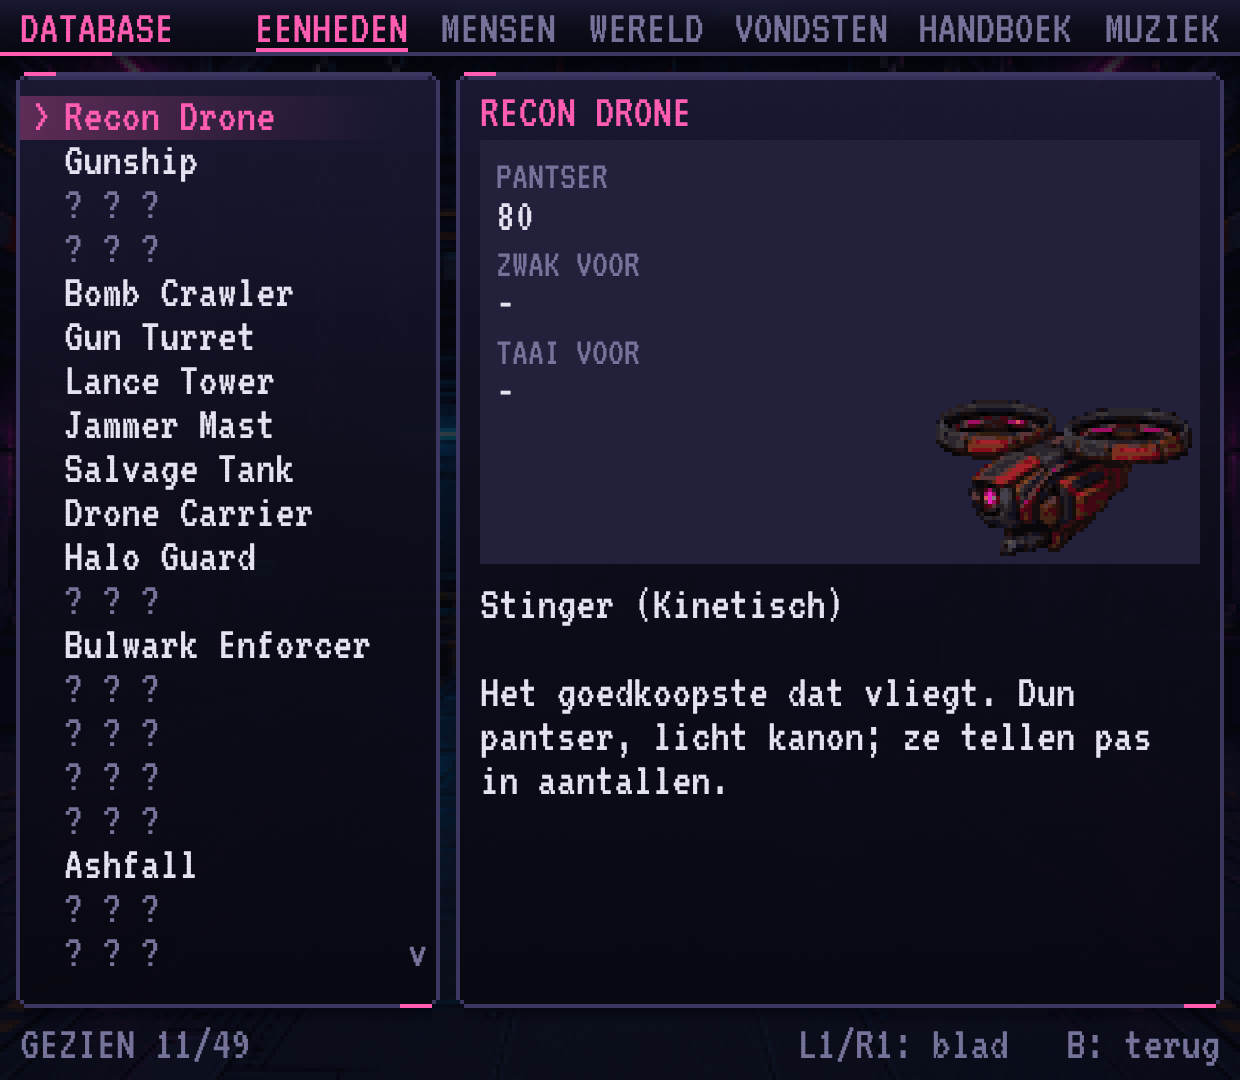 DATABASE EENHEDEN MENSEN WERELD VONDSTEN HANDBOEK MUZIEK
> Recon Drone
Gunship
? ? ?
? ? ?
Bomb Crawler
Gun Turret
Lance Tower
Jammer Mast
Salvage Tank
Drone Carrier
Halo Guard
? ? ?
Bulwark Enforcer
? ? ?
? ? ?
? ? ?
? ? ?
Ashfall
? ? ?
? ? ? v
RECON DRONE
PANTSER
80
ZWAK VOOR
-
TAAI VOOR
-
Stinger (Kinetisch)
Het goedkoopste dat vliegt. Dun
pantser, licht kanon; ze tellen pas
in aantallen.
GEZIEN 11/49
L1/R1: blad B: terug